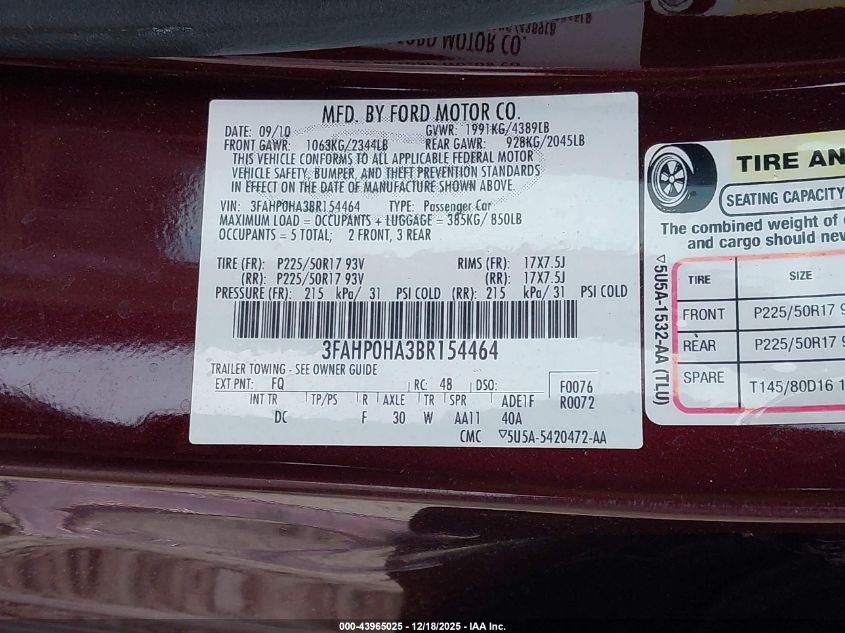 FORD MOTOR CO.
MFD. BY FORD MOTOR CO.
DATE: 09/10 GVWR: 1991KG/4389LB
FRONT GAWR: 1063KG/2344LB REAR GAWR: 928KG/2045LB
THIS VEHICLE CONFORMS TO ALL APPLICABLE FEDERAL MOTOR
VEHICLE SAFETY, BUMPER, AND THEFT PREVENTION STANDARDS
IN EFFECT ON THE DATE OF MANUFACTURE SHOWN ABOVE.
VIN: 3FAHP0HA3BR154464 TYPE: Passenger Car
MAXIMUM LOAD = OCCUPANTS + LUGGAGE = 385KG/ 850LB
OCCUPANTS = 5 TOTAL; 2 FRONT, 3 REAR
TIRE (FR): P225/50R17 93V RIMS (FR): 17X7.5J
(RR): P225/50R17 93V (RR): 17X7.5J
PRESSURE (FR): 215 kPa/ 31 PSI COLD (RR): 215 kPa/ 31 PSI COLD
3FAHP0HA3BR154464
TRAILER TOWING - SEE OWNER GUIDE
EXT PNT: FQ RC: 48 DSO: F0076
INT TR TP/PS R AXLE TR SPR ADE1F R0072
DC F 30 W AA11 40A
CMC ▽5U5A-5420472-AA
TIRE AN
SEATING CAPACITY
The combined weight of
and cargo should nev
▽5U5A-1532-AA (TLU)
TIRE SIZE
FRONT P225/50R17 9
REAR P225/50R17 9
SPARE T145/80D16 1
000-43965025 - 12/18/2025 - IAA Inc.